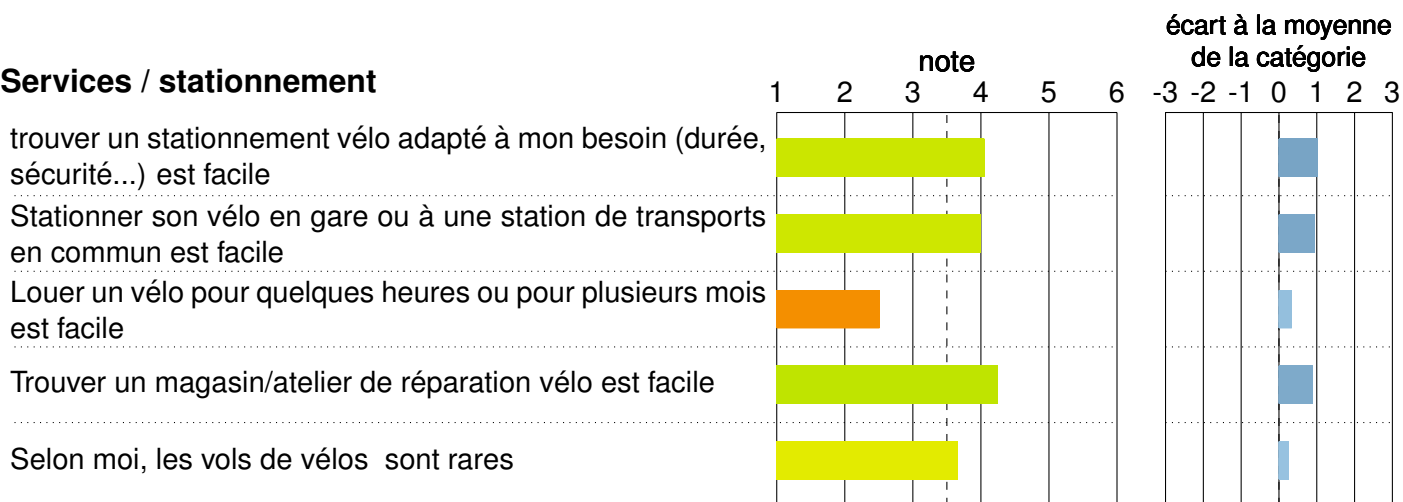 écart à la moyenne
note de la catégorie
Services / stationnement
1 2 3 4 5 6 -3 -2 -1 0 1 2 3
trouver un stationnement vélo adapté à mon besoin (durée,
sécurité...) est facile
Stationner son vélo en gare ou à une station de transports
en commun est facile
Louer un vélo pour quelques heures ou pour plusieurs mois
est facile
Trouver un magasin/atelier de réparation vélo est facile
Selon moi, les vols de vélos sont rares